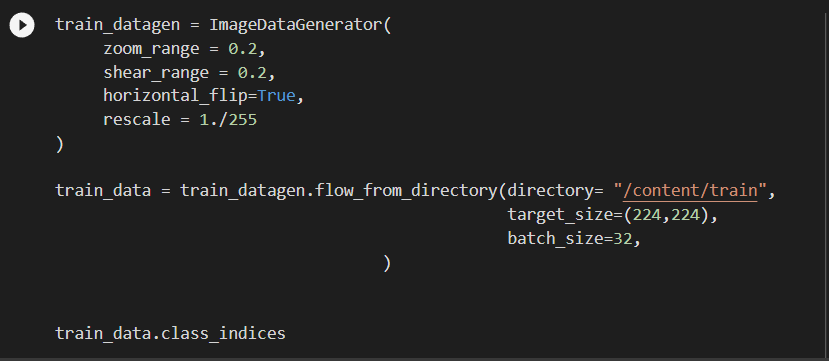 train_datagen = ImageDataGenerator(
zoom_range = 0.2,
shear_range = 0.2,
horizontal_flip=True,
rescale = 1./255
)
train_data = train_datagen.flow_from_directory(directory= "/content/train",
target_size=(224,224),
batch_size=32,
)
train_data.class_indices